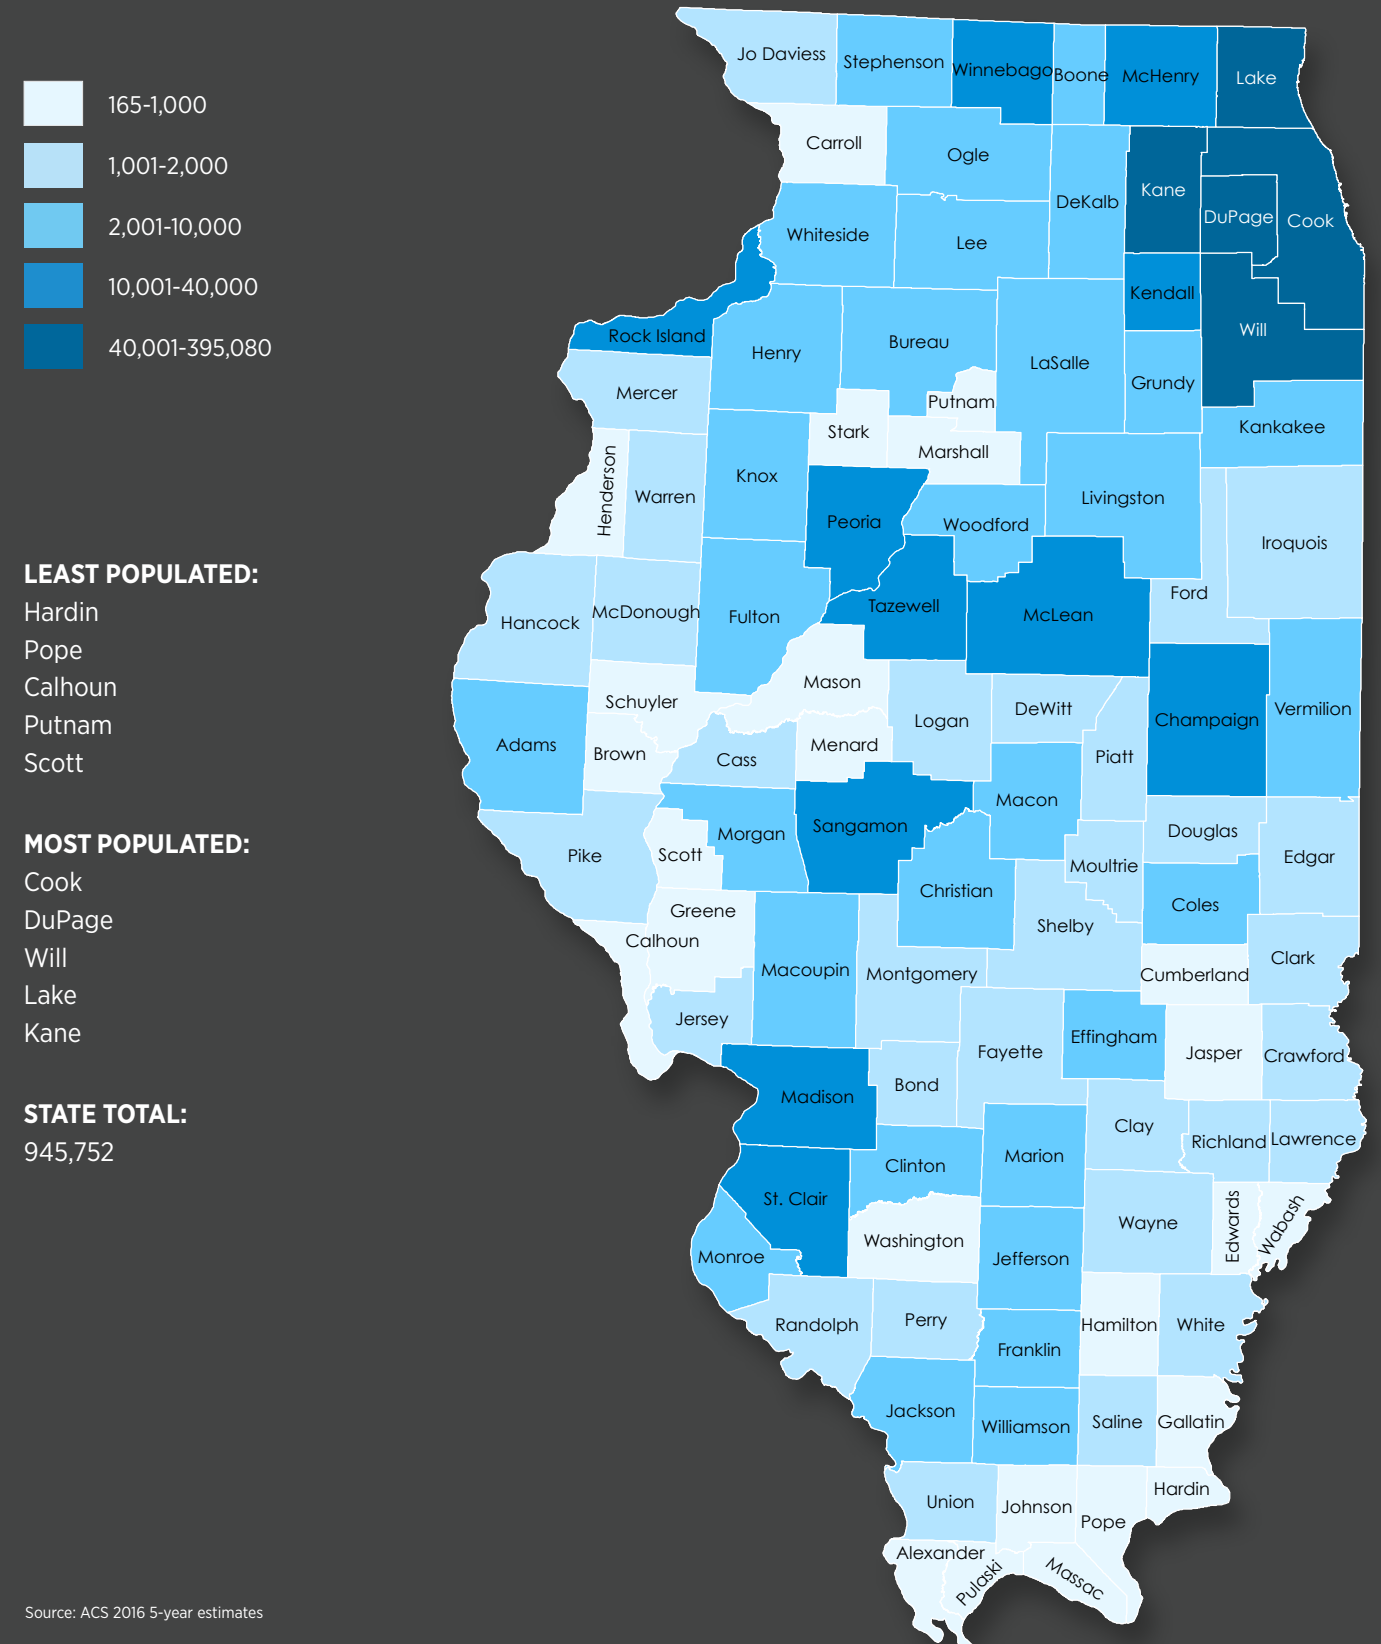 165-1,000
1,001-2,000
2,001-10,000
10,001-40,000
40,001-395,080
LEAST POPULATED:
Hardin
Pope
Calhoun
Putnam
Scott
MOST POPULATED:
Cook
DuPage
Will
Lake
Kane
STATE TOTAL:
945,752
Source: ACS 2016 5-year estimates
Jo Daviess
Stephenson
Winnebago
Boone
McHenry
Lake
Carroll
Ogle
DeKalb
Kane
DuPage
Cook
Whiteside
Lee
Kendall
Will
Rock Island
Henry
Bureau
LaSalle
Grundy
Mercer
Putnam
Kankakee
Stark
Marshall
Henderson
Warren
Knox
Peoria
Woodford
Livingston
Iroquois
Ford
Hancock
McDonough
Fulton
Tazewell
McLean
Mason
Schuyler
Logan
DeWitt
Champaign
Vermilion
Adams
Brown
Cass
Menard
Piatt
Macon
Morgan
Sangamon
Douglas
Pike
Scott
Moultrie
Edgar
Christian
Coles
Greene
Shelby
Calhoun
Macoupin
Montgomery
Cumberland
Clark
Jersey
Fayette
Effingham
Jasper
Crawford
Bond
Madison
Clay
Richland
Lawrence
Clinton
Marion
St. Clair
Wayne
Edwards
Wabash
Washington
Monroe
Jefferson
Randolph
Perry
Hamilton
White
Franklin
Jackson
Williamson
Saline
Gallatin
Hardin
Union
Johnson
Pope
Alexander
Pulaski
Massac